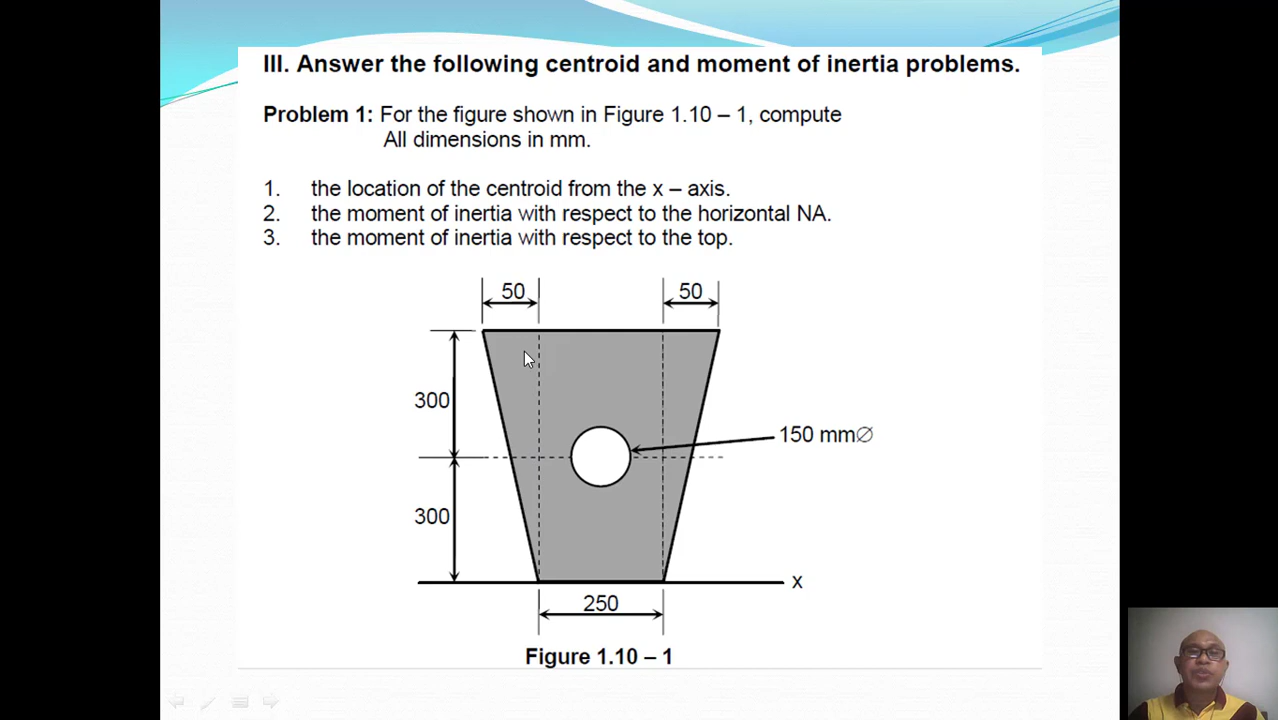 III. Answer the following centroid and moment of inertia problems.
Problem 1: For the figure shown in Figure 1.10 – 1, compute
All dimensions in mm.
1. the location of the centroid from the x – axis.
2. the moment of inertia with respect to the horizontal NA.
3. the moment of inertia with respect to the top.
50 50
300
150 mm∅
300
x
250
Figure 1.10 – 1